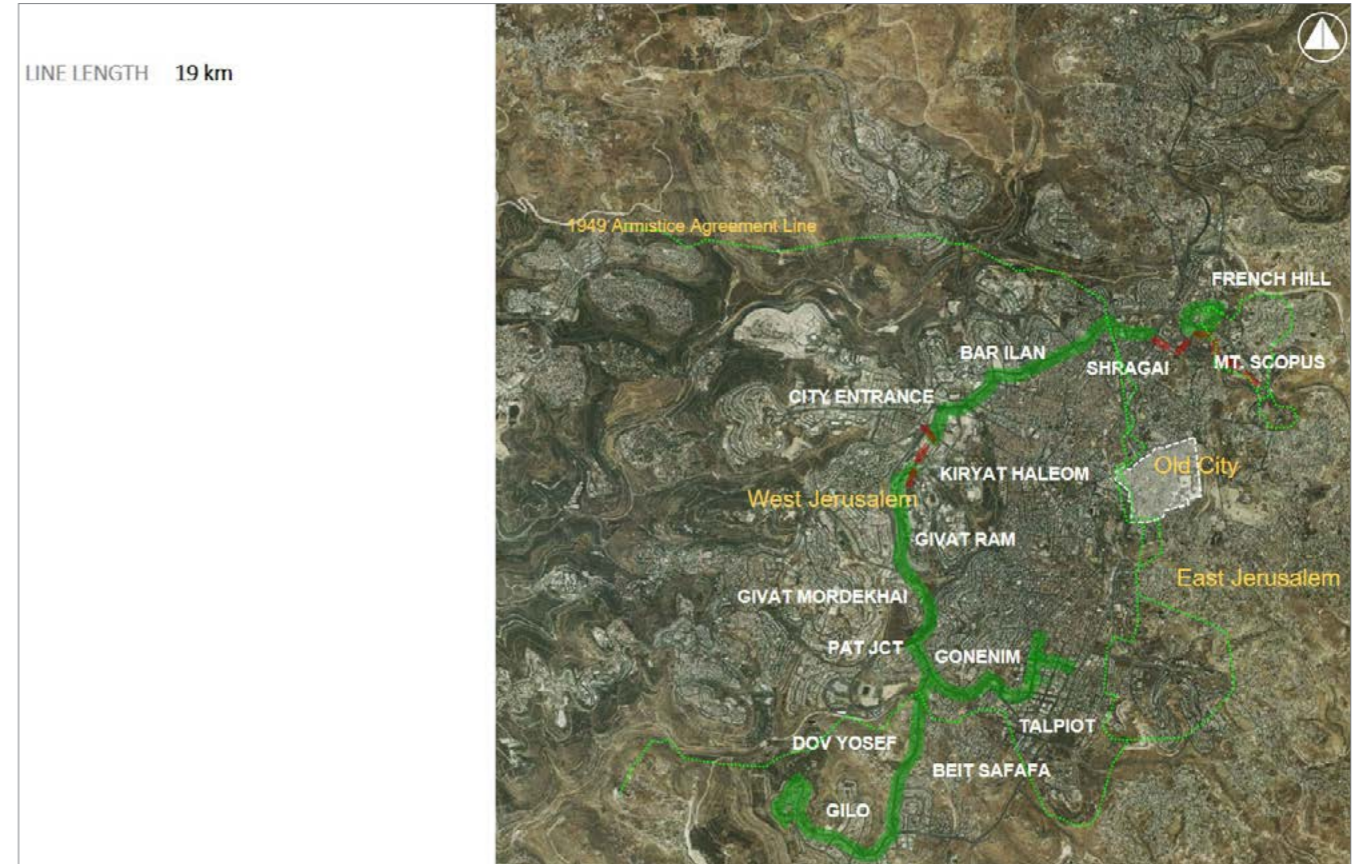 LINE LENGTH 19 km
1949 Armistice Agreement Line
FRENCH HILL
BAR ILAN
SHRAGAI
MT. SCOPUS
CITY ENTRANCE
KIRYAT HALEOM
Old City
West Jerusalem
GIVAT RAM
East Jerusalem
GIVAT MORDEKHAI
PAT JCT
GONENIM
TALPIOT
DOV YOSEF
BEIT SAFAFA
GILO